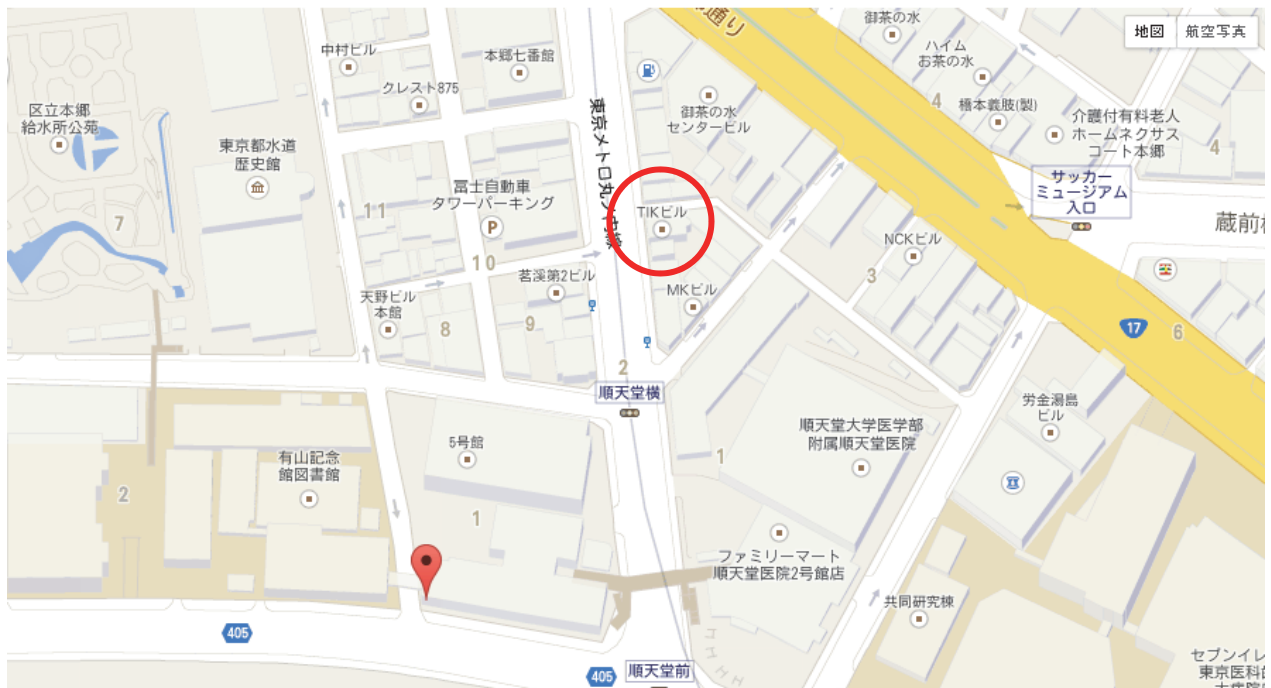 通り
御茶の水
地図
航空写真
中村ビル
本郷七番館
ハイム
お茶の水
クレスト875
4
区立本郷
給水所公苑
御茶の水
センタービル
橋本義肢(製)
介護付有料老人
ホームネクサス
コート本郷
東京都水道
歴史館
東京メトロ丸ノ内線
4
サッカー
ミュージアム
入口
冨士自動車
タワーパーキング
P
11
7
TIKビル
蔵前
NCKビル
10
茗溪第2ビル
3
MKビル
天野ビル
本館
8
9
17
6
2
順天堂横
労金湯島
ビル
順天堂大学医学部
附属順天堂医院
5号館
1
有山記念
館図書館
2
1
ファミリーマート
順天堂医院2号館店
共同研究棟
405
405
順天堂前
セブンイレ
東京医科